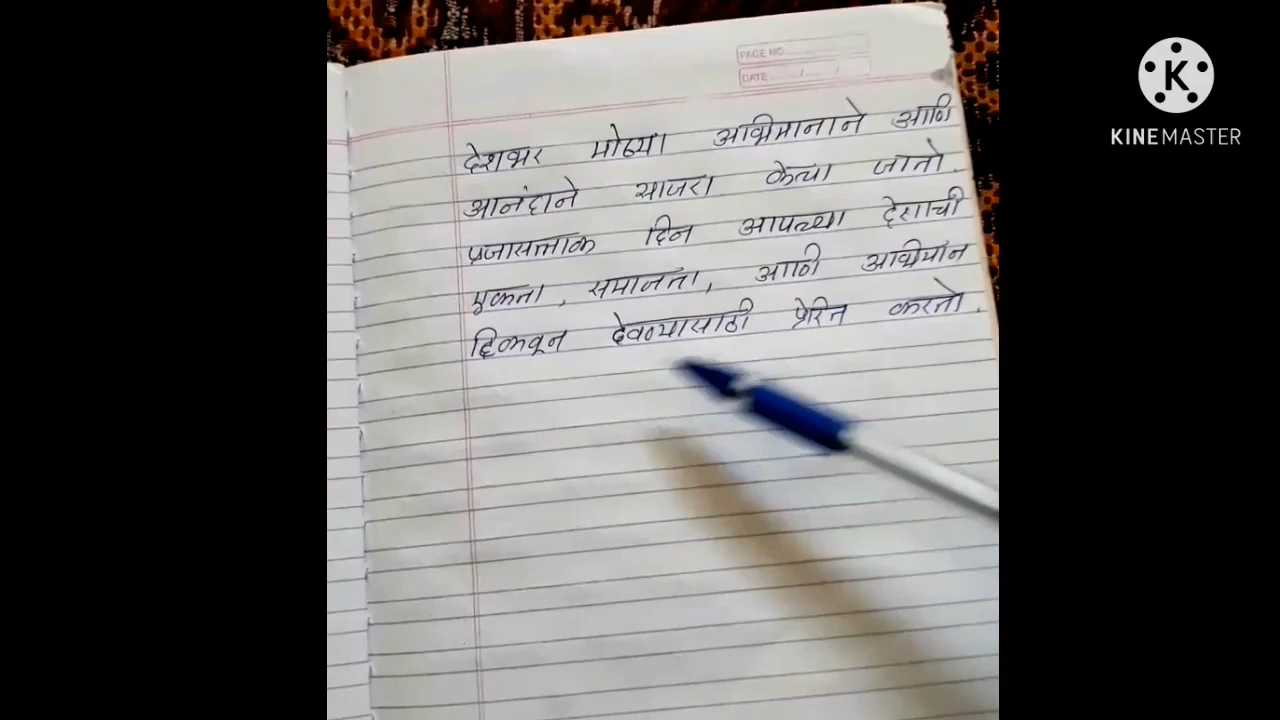 PAGE NO.
DATE / /
देशभर मोठ्या अभिमानाने आणि
आनंदाने साजरा केला जातो.
प्रजासत्ताक दिन आपल्या देशाची
एकता, समानता, आणि अभिमान
टिकवून ठेवण्यासाठी प्रेरित करतो.
K
KINEMASTER